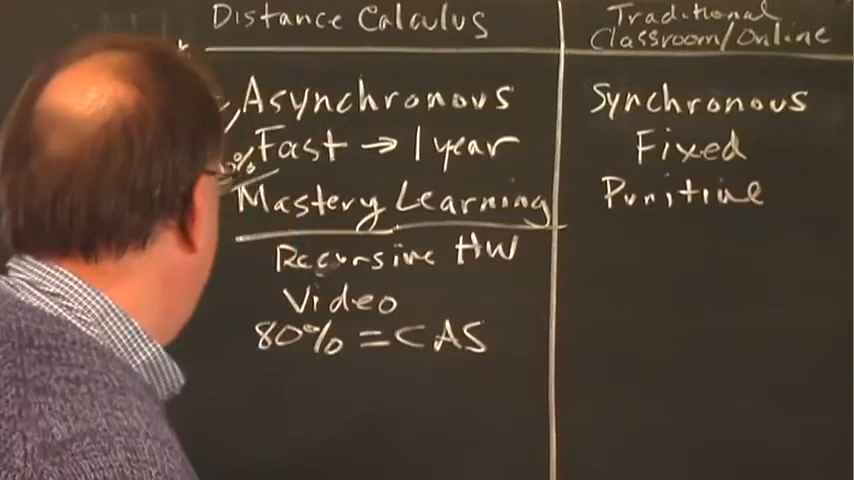 Distance Calculus
Traditional
Classroom/Online
Asynchronous
Synchronous
% Fast → 1 year
Fixed
Mastery Learning
Punitive
Recursive HW
Video
80% = CAS